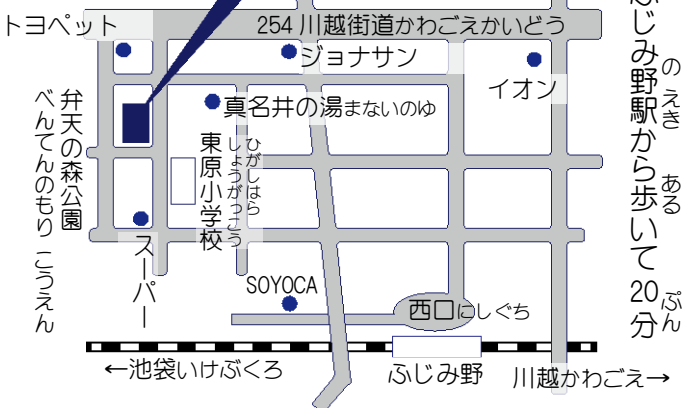 トヨペット
254 川越街道かわごえかいどう
ジョナサン
イオン
真名井の湯まないのゆ
弁天の森公園
べんてんのもり こうえん
東原小学校
ひがしはら
しょうがっこう
スーパー
SOYOCA
西口にしぐち
←池袋いけぶくろ
ふじみ野
川越かわごえ→
ふじみ野駅から歩いて20分
の えき ある ぷん